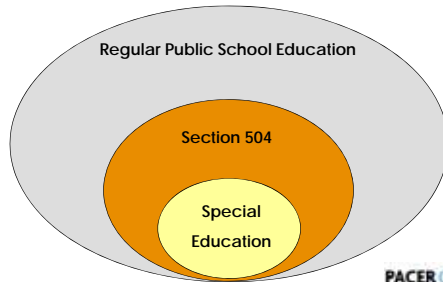 Regular Public School Education
Section 504
Special
Education
PACER